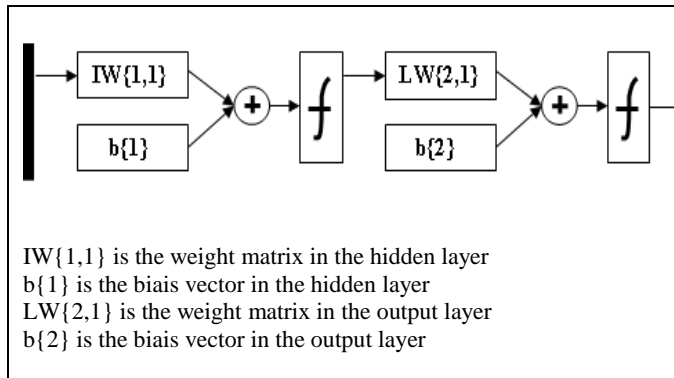 IW{1,1}
LW{2,1}
+
+
b{1}
b{2}
IW{1,1} is the weight matrix in the hidden layer
b{1} is the biais vector in the hidden layer
LW{2,1} is the weight matrix in the output layer
b{2} is the biais vector in the output layer